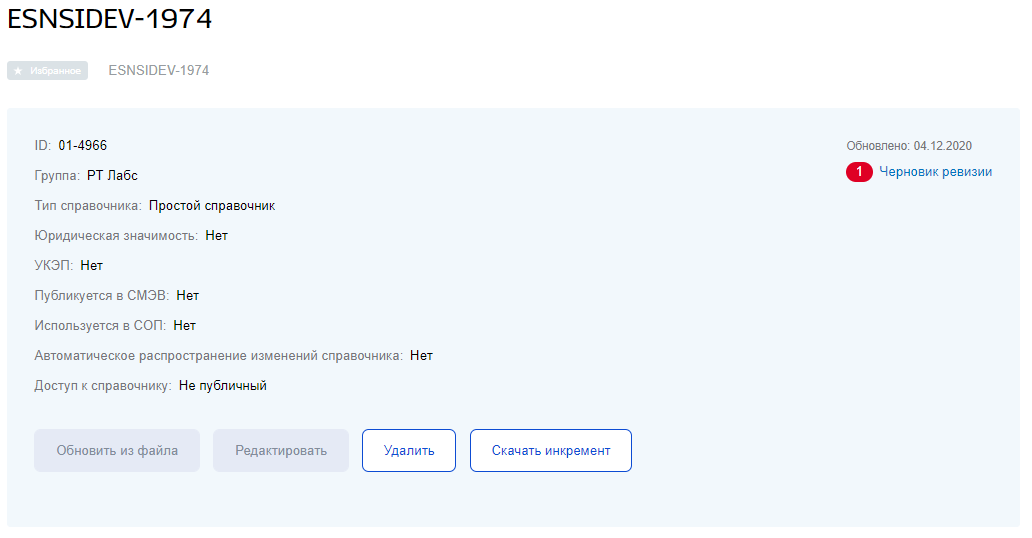 ESNSIDEV-1974
Избранное ESNSIDEV-1974
ID: 01-4966
Обновлено: 04.12.2020
Группа: РТ Лабс
1 Черновик ревизии
Тип справочника: Простой справочник
Юридическая значимость: Нет
УКЭП: Нет
Публикуется в СМЭВ: Нет
Используется в СОП: Нет
Автоматическое распространение изменений справочника: Нет
Доступ к справочнику: Не публичный
Обновить из файла Редактировать Удалить Скачать инкремент